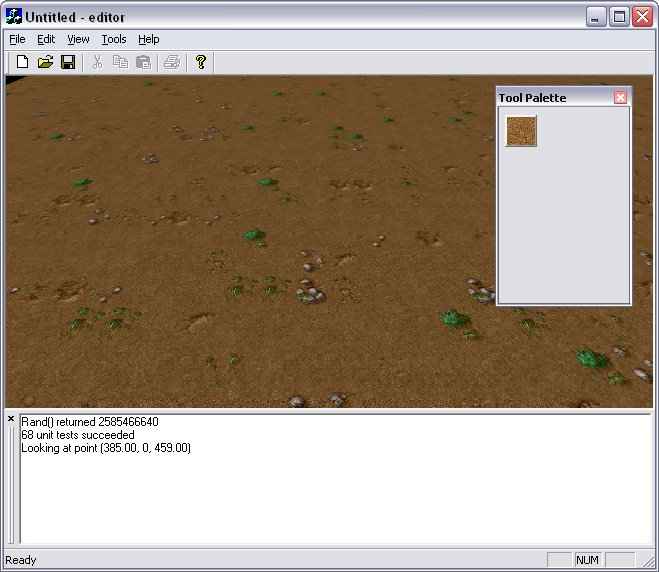 Untitled - editor
File Edit View Tools Help
Tool Palette
Rand() returned 2585466640
68 unit tests succeeded
Looking at point (385.00, 0, 459.00)
Ready
NUM